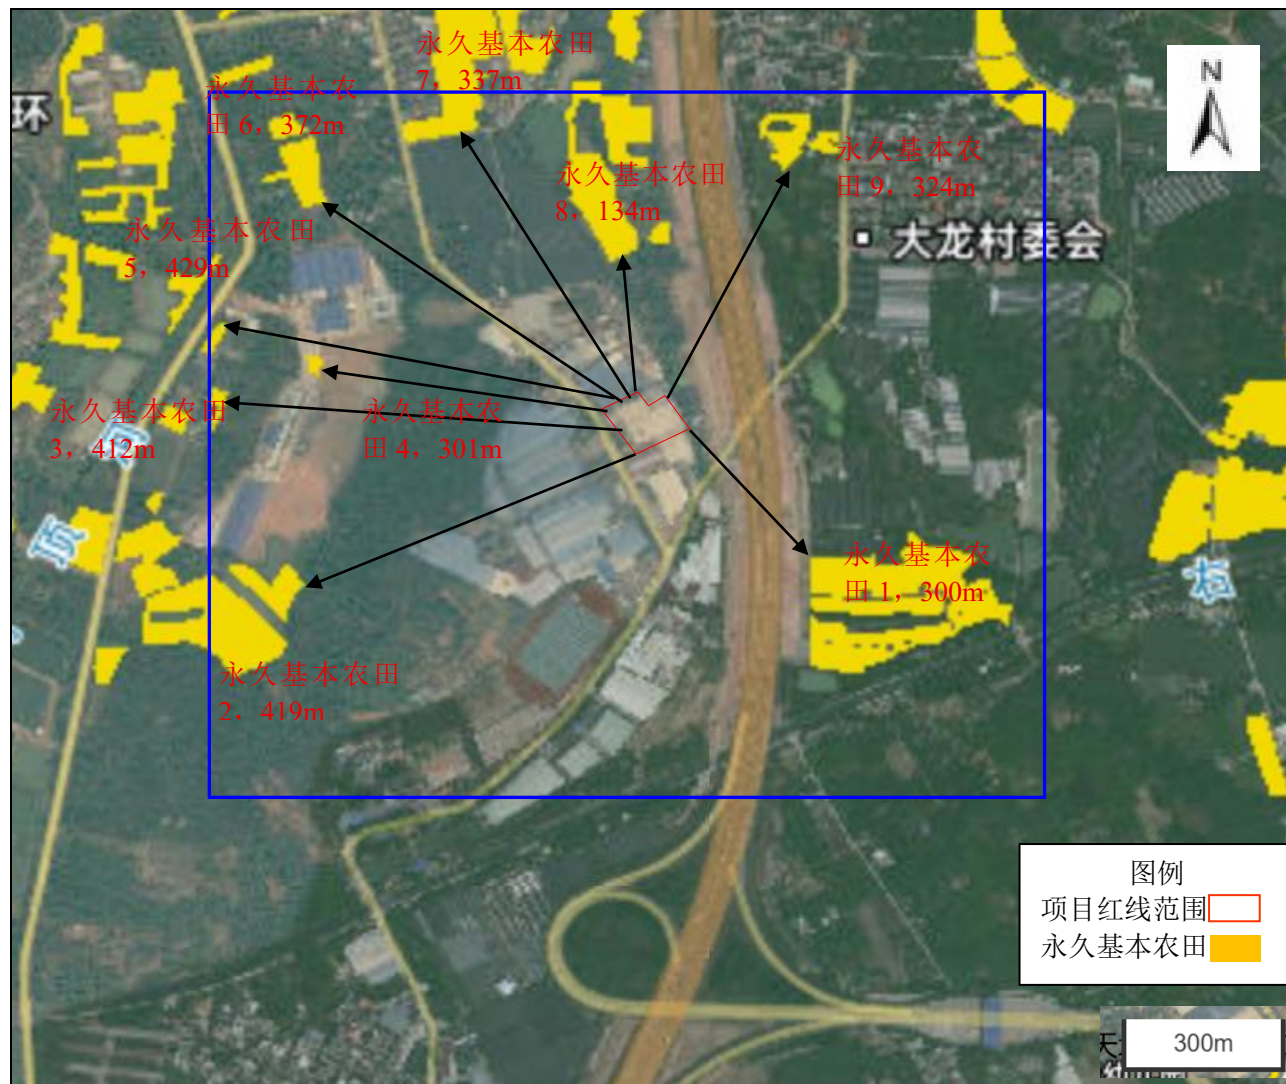 永久基本农田
7，337m
N
永久基本农
田 6，372m
环
永久基本农
田 9，324m
永久基本农田
8，134m
永久基本农田
5，429m
大龙村委会
永久基本农田
3，412m
永久基本农
田 4，301m
顶
永久基本农
田 1，300m
永久基本农田
2，419m
图例
项目红线范围
永久基本农田
300m